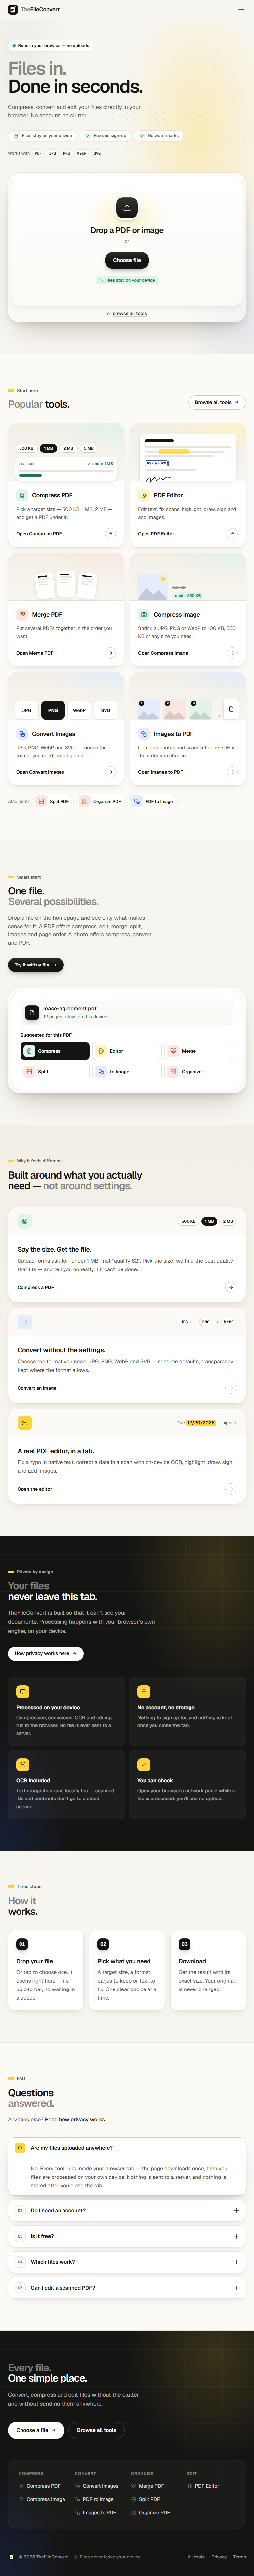 TheFileConvert
Runs in your browser — no uploads
Files in.
Done in seconds.
Compress, convert and edit your files directly in your
browser. No account, no clutter.
Files stay on your device
Free, no sign-up
No watermarks
Works with PDF JPG PNG WebP SVG
Drop a PDF or image
or
Choose file
Files stay on your device
or browse all tools
Start here
Popular tools.
Browse all tools
500 KB 1 MB 2 MB 5 MB
scan.pdf under 1 MB
Compress PDF
Pick a target size — 500 KB, 1 MB, 2 MB —
and get a PDF under it.
Open Compress PDF
12/20/2026
PDF Editor
Edit text, fix scans, highlight, draw, sign and add
images.
Open PDF Editor
Merge PDF
Put several PDFs together in the order you
want.
Open Merge PDF
under 250 KB
Compress Image
Shrink a JPG, PNG or WebP to 100 KB, 500
KB or any size you need.
Open Compress Image
JPG PNG WebP SVG
Convert Images
JPG, PNG, WebP and SVG — choose the
format you need, nothing else.
Open Convert Images
Images to PDF
Combine photos and scans into one PDF, in
the order you choose.
Open Images to PDF
Also here: Split PDF Organize PDF PDF to Image
Smart start
One file.
Several possibilities.
Drop a file on the homepage and see only what makes
sense for it. A PDF offers compress, edit, merge, split,
images and page order. A photo offers compress, convert
and PDF.
Try it with a file
lease-agreement.pdf
12 pages · stays on this device
Suggested for this PDF
Compress Editor Merge
Split to Image Organize
Why it feels different
Built around what you actually
need — not around settings.
500 KB 1 MB 2 MB
Say the size. Get the file.
Upload forms ask for "under 1 MB", not "quality 62". Pick the size; we find the best quality
that fits — and tell you honestly if it can't be done.
Compress a PDF
JPG PNG WebP
Convert without the settings.
Choose the format you need. JPG, PNG, WebP and SVG — sensible defaults, transparency
kept where the format allows.
Convert an image
Due 12/20/2026 — signed
A real PDF editor, in a tab.
Fix a typo in native text, correct a date in a scan with on-device OCR, highlight, draw, sign
and add images.
Open the editor
Private by design
Your files
never leave this tab.
TheFileConvert is built so that it can't see your
documents. Processing happens with your browser's own
engine, on your device.
How privacy works here
Processed on your device
Compression, conversion, OCR and editing
run in the browser. No file is ever sent to a
server.
No account, no storage
Nothing to sign up for, and nothing is kept
once you close the tab.
OCR included
Text recognition runs locally too — scanned
IDs and contracts don't go to a cloud
service.
You can check
Open your browser's network panel while a
file is processed: you'll see no upload.
Three steps
How it
works.
01
Drop your file
Or tap to choose one. It
opens right here — no
upload bar, no waiting in
a queue.
02
Pick what you need
A target size, a format,
pages to keep or text to
fix. One clear choice at a
time.
03
Download
Get the result with its
exact size. Your original
is never changed.
FAQ
Questions
answered.
Anything else? Read how privacy works.
01 Are my files uploaded anywhere?
No. Every tool runs inside your browser tab — the page downloads once, then your
files are processed on your own device. Nothing is sent to a server, and nothing is
stored after you close the tab.
02 Do I need an account?
03 Is it free?
04 Which files work?
05 Can I edit a scanned PDF?
Every file.
One simple place.
Convert, compress and edit files without the clutter —
and without sending them anywhere.
Choose a file
Browse all tools
COMPRESS CONVERT ORGANIZE EDIT
Compress PDF Convert Images Merge PDF PDF Editor
Compress Image PDF to Image Split PDF
Images to PDF Organize PDF
© 2026 TheFileConvert Files never leave your device All tools Privacy Terms